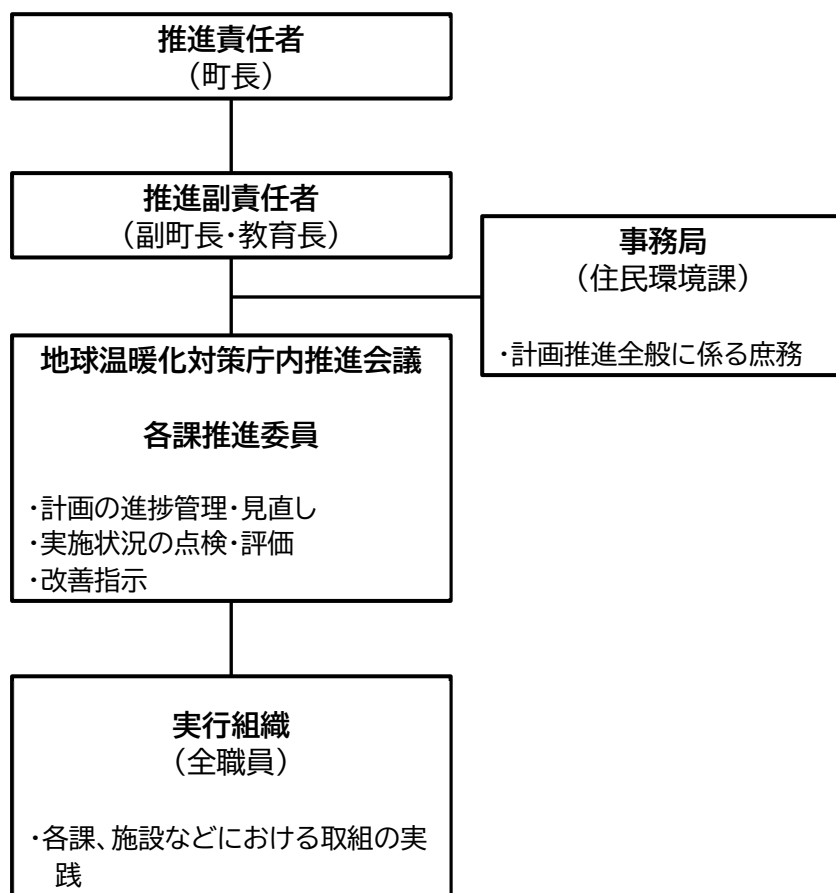 推進責任者
（町長）
推進副責任者
（副町長・教育長）
事務局
（住民環境課）
・計画推進全般に係る庶務
地球温暖化対策庁内推進会議
各課推進委員
・計画の進捗管理・見直し
・実施状況の点検・評価
・改善指示
実行組織
（全職員）
・各課、施設などにおける取組の実
践